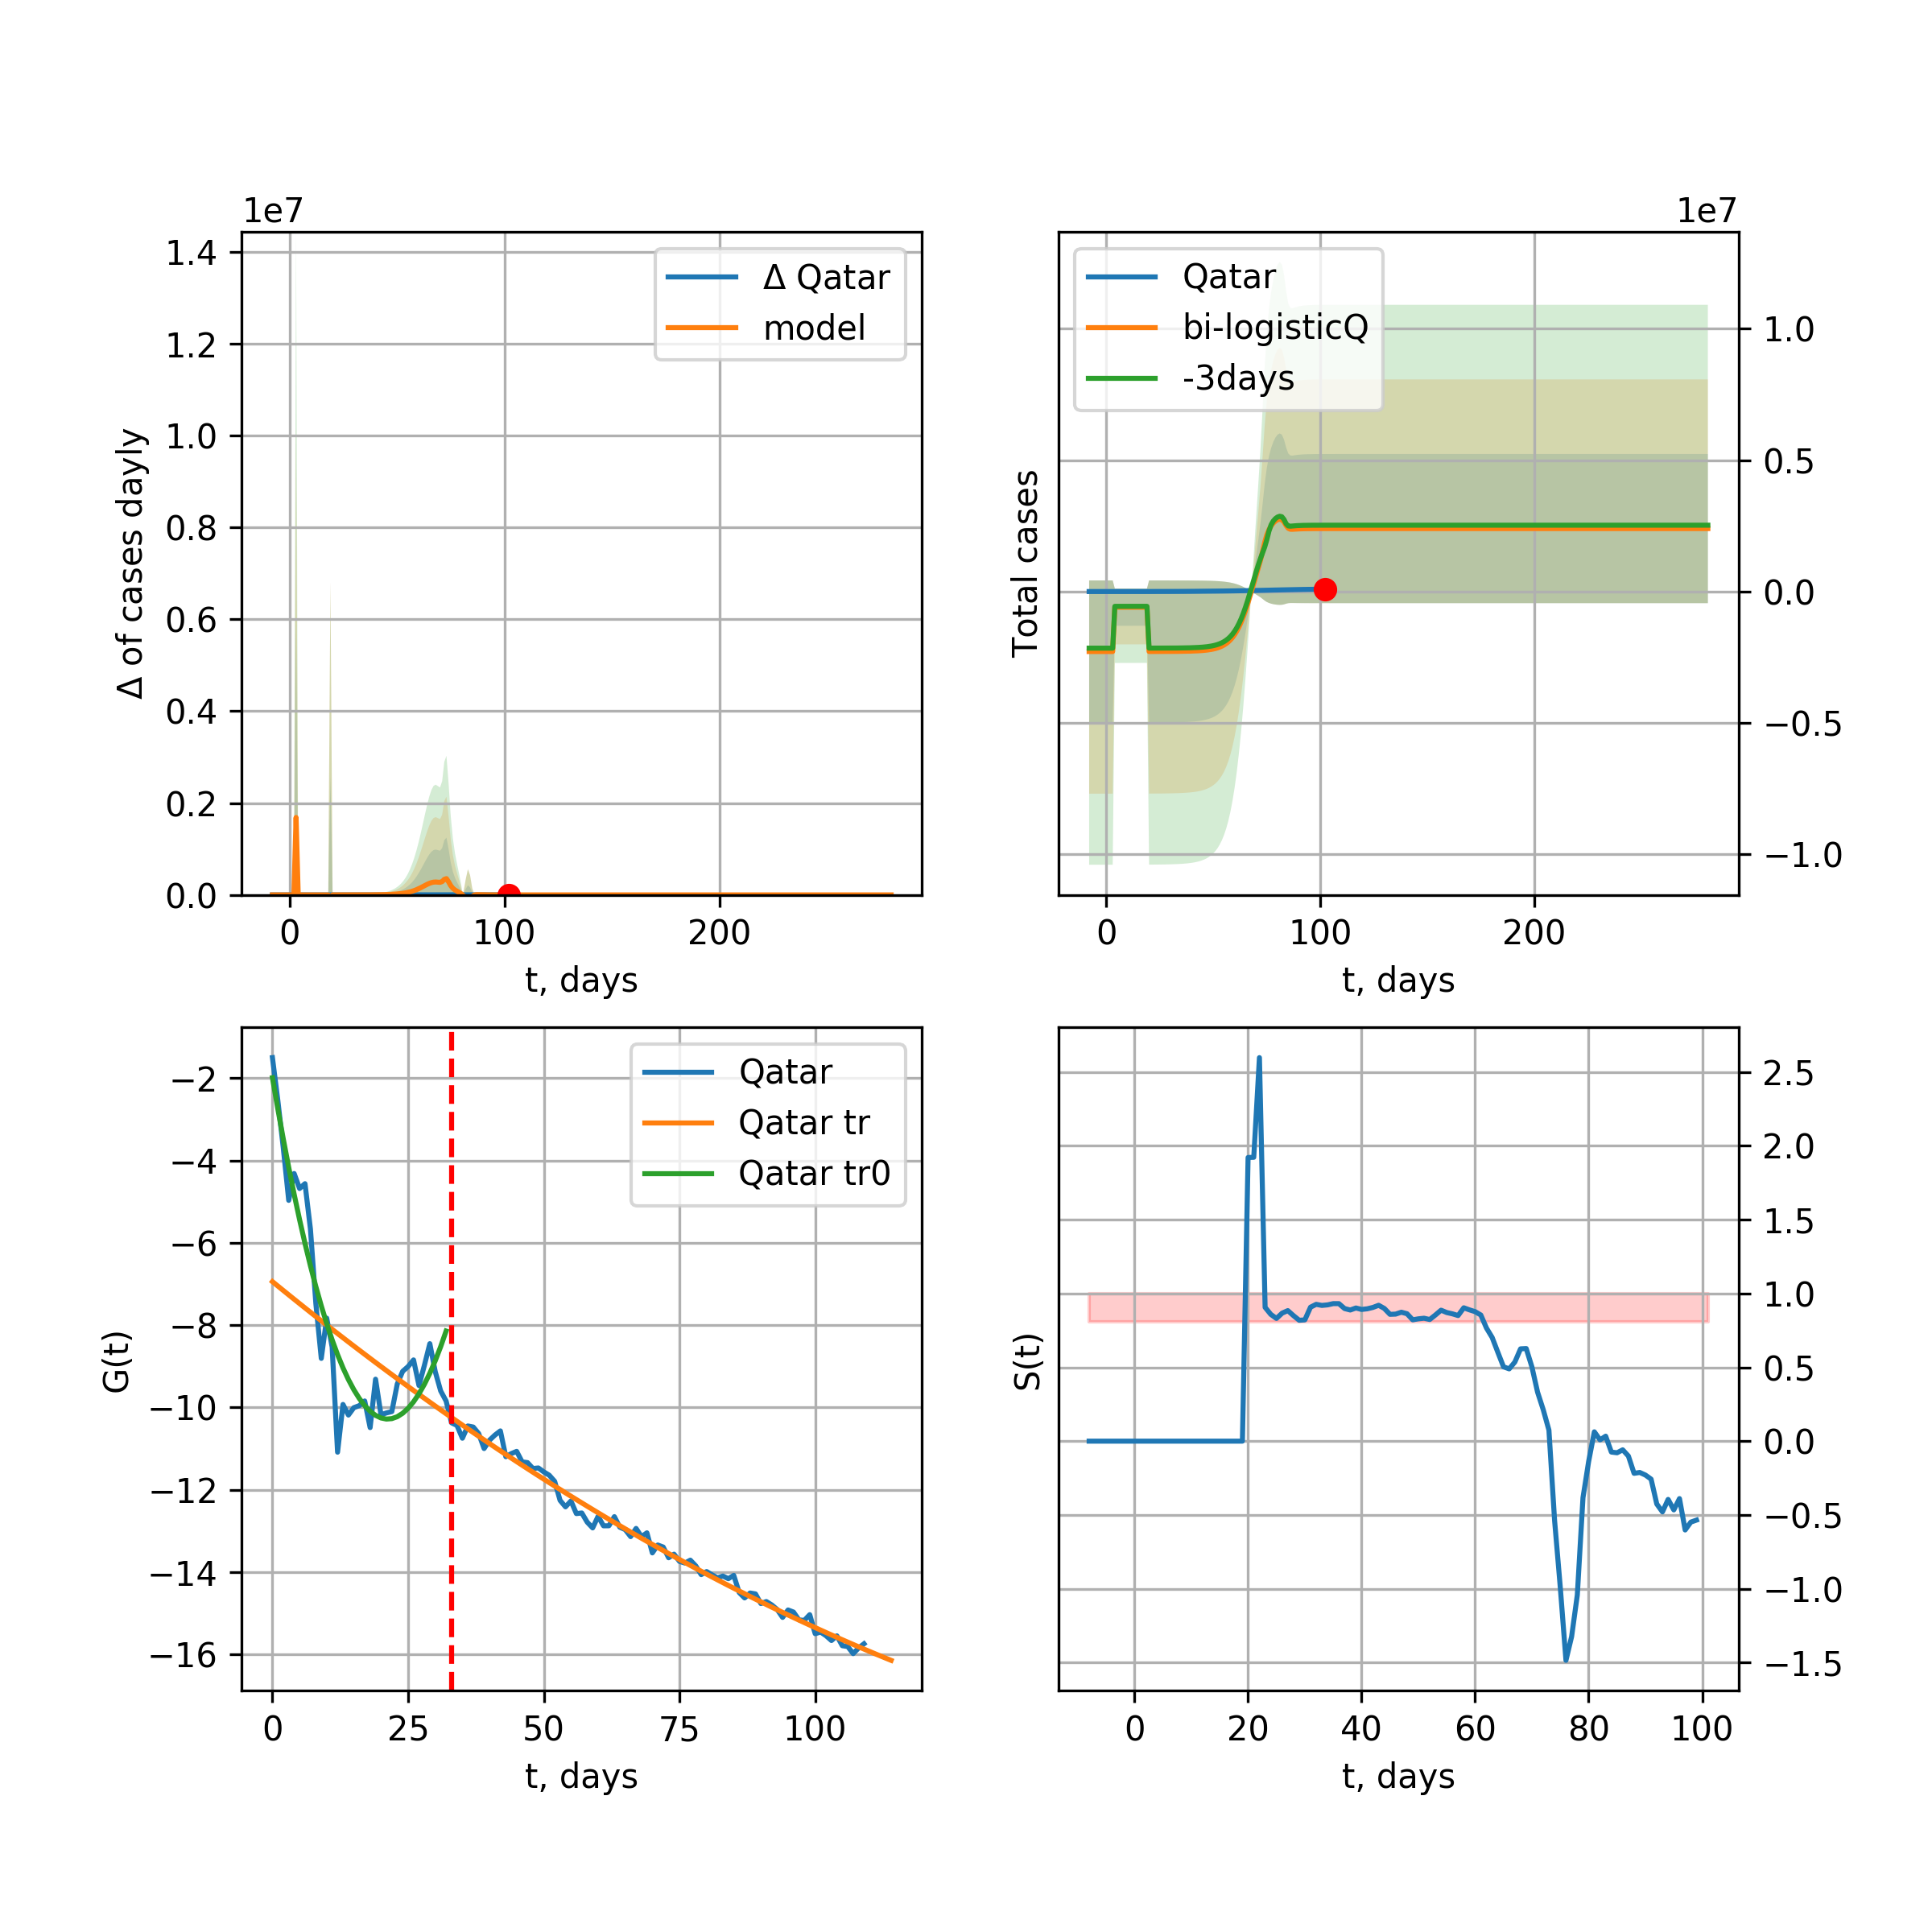 1e7
1.4
1.2
1.0
0.8
0.6
0.4
0.2
0.0
Δ of cases dayly
Δ Qatar
model
0 100 200
t, days
1e7
Qatar
bi-logisticQ
-3days
Total cases
1.0
0.5
0.0
−0.5
−1.0
0 100 200
t, days
−2
−4
−6
−8
−10
−12
−14
−16
G(t)
Qatar
Qatar tr
Qatar tr0
0 25 50 75 100
t, days
S(t)
2.5
2.0
1.5
1.0
0.5
0.0
−0.5
−1.0
−1.5
0 20 40 60 80 100
t, days